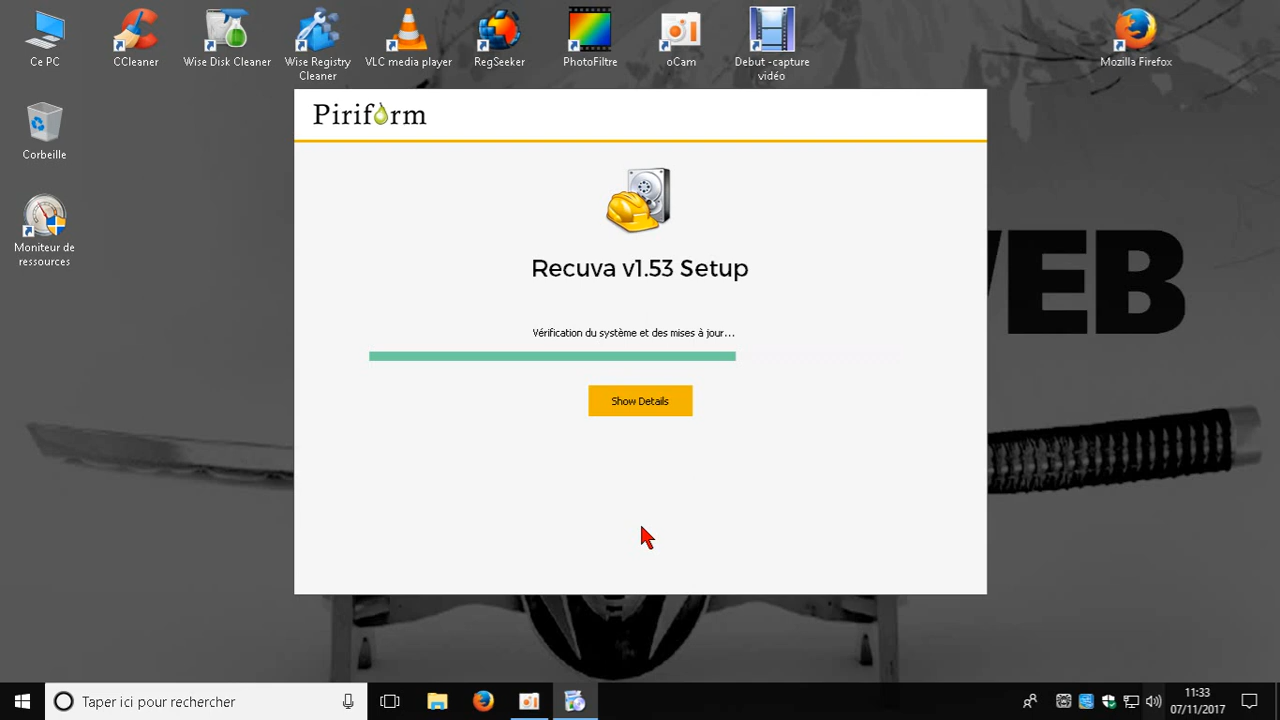 Ce PC
CCleaner
Wise Disk Cleaner
Wise Registry
Cleaner
VLC media player
RegSeeker
PhotoFiltre
oCam
Debut -capture
vidéo
Mozilla Firefox
Corbeille
Moniteur de
ressources
Piriform
Recuva v1.53 Setup
Vérification du système et des mises à jour...
Show Details
WEB
Taper ici pour rechercher
11:33
07/11/2017